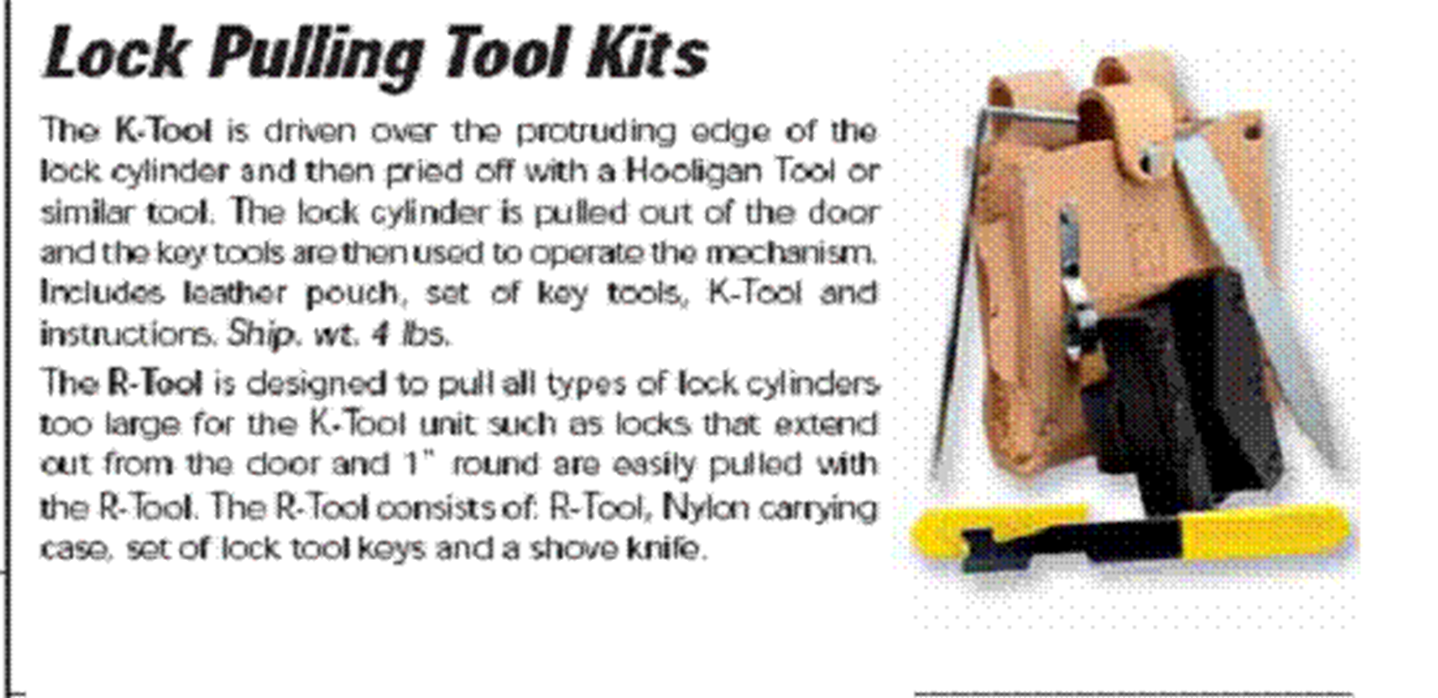 Lock Pulling Tool Kits
The K-Tool is driven over the protruding edge of the
lock cylinder and then pried off with a Hooligan Tool or
similar tool. The lock cylinder is pulled out of the door
and the key tools are then used to operate the mechanism.
Includes leather pouch, set of key tools, K-Tool and
instructions. Ship. wt. 4 lbs.
The R-Tool is designed to pull all types of lock cylinders
too large for the K-Tool unit such as locks that extend
out from the door and 1" round are easily pulled with
the R-Tool. The R-Tool consists of: R-Tool, Nylon carrying
case, set of lock tool keys and a shove knife.